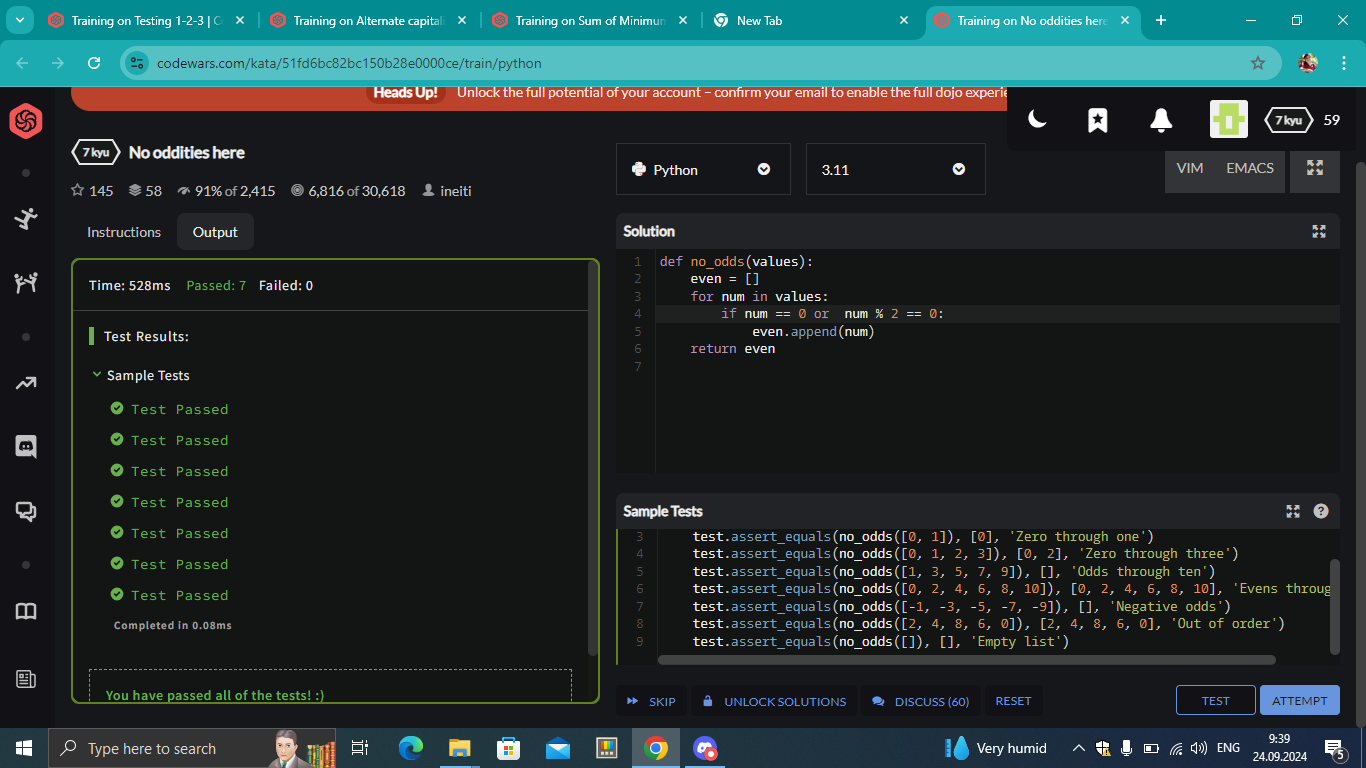 Training on Testing 1-2-3 | C
Training on Alternate capitali
Training on Sum of Minimum
New Tab
Training on No oddities here
codewars.com/kata/51fd6bc82bc150b28e0000ce/train/python
Heads Up! Unlock the full potential of your account – confirm your email to enable the full dojo experie
7 kyu 59
7 kyu No oddities here
145 58 91% of 2,415 6,816 of 30,618 ineiti
Python 3.11 VIM EMACS
Instructions Output
Time: 528ms Passed: 7 Failed: 0
Test Results:
Sample Tests
Test Passed
Test Passed
Test Passed
Test Passed
Test Passed
Test Passed
Test Passed
Completed in 0.08ms
You have passed all of the tests! :)
Solution
1 def no_odds(values):
2 even = []
3 for num in values:
4 if num == 0 or  num % 2 == 0:
5 even.append(num)
6 return even
7
Sample Tests
3 test.assert_equals(no_odds([0, 1]), [0], 'Zero through one')
4 test.assert_equals(no_odds([0, 1, 2, 3]), [0, 2], 'Zero through three')
5 test.assert_equals(no_odds([1, 3, 5, 7, 9]), [], 'Odds through ten')
6 test.assert_equals(no_odds([0, 2, 4, 6, 8, 10]), [0, 2, 4, 6, 8, 10], 'Evens throug
7 test.assert_equals(no_odds([-1, -3, -5, -7, -9]), [], 'Negative odds')
8 test.assert_equals(no_odds([2, 4, 8, 6, 0]), [2, 4, 8, 6, 0], 'Out of order')
9 test.assert_equals(no_odds([]), [], 'Empty list')
SKIP UNLOCK SOLUTIONS DISCUSS (60) RESET TEST ATTEMPT
Type here to search
Very humid
ENG
9:39
24.09.2024
5